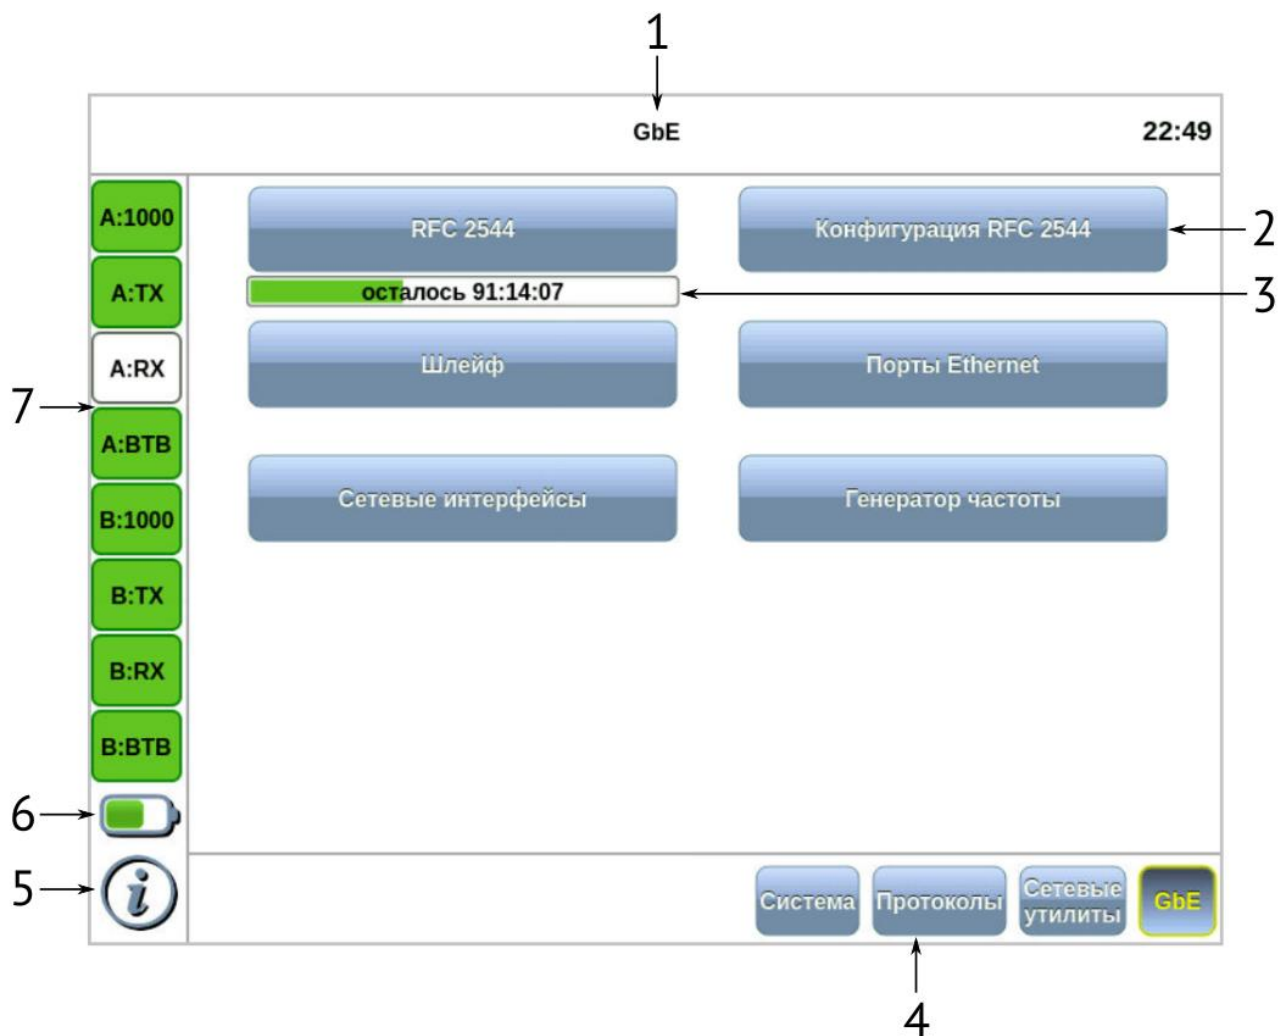 1
GbE
22:49
A:1000
RFC 2544
Конфигурация RFC 2544
2
A:TX
осталось 91:14:07
3
A:RX
Шлейф
Порты Ethernet
7
A:BTB
B:1000
Сетевые интерфейсы
Генератор частоты
B:TX
B:RX
B:BTB
6
5
i
Система
Протоколы
Сетевые
утилиты
GbE
4